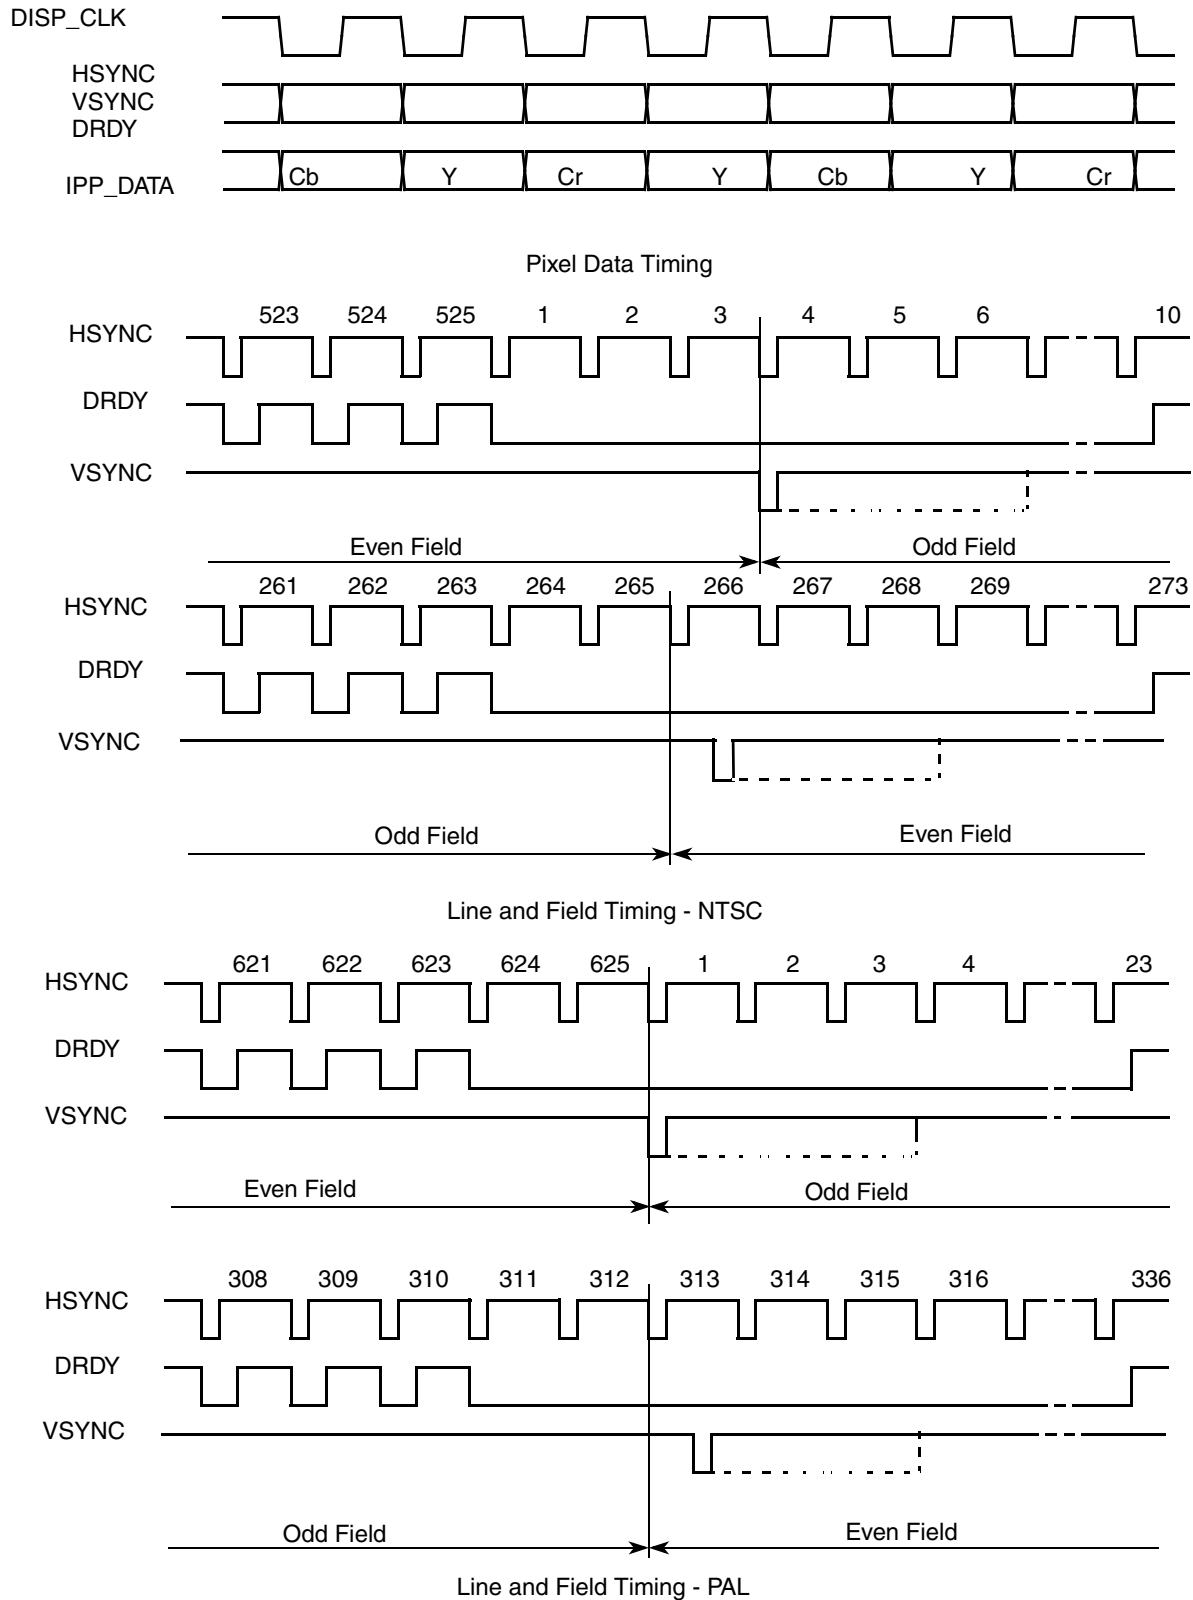 DISP_CLK
HSYNC
VSYNC
DRDY
IPP_DATA Cb Y Cr Y Cb Y Cr
Pixel Data Timing
523 524 525 1 2 3 4 5 6 10
HSYNC
DRDY
VSYNC
Even Field Odd Field
261 262 263 264 265 266 267 268 269 273
HSYNC
DRDY
VSYNC
Odd Field Even Field
Line and Field Timing - NTSC
621 622 623 624 625 1 2 3 4 23
HSYNC
DRDY
VSYNC
Even Field Odd Field
308 309 310 311 312 313 314 315 316 336
HSYNC
DRDY
VSYNC
Odd Field Even Field
Line and Field Timing - PAL